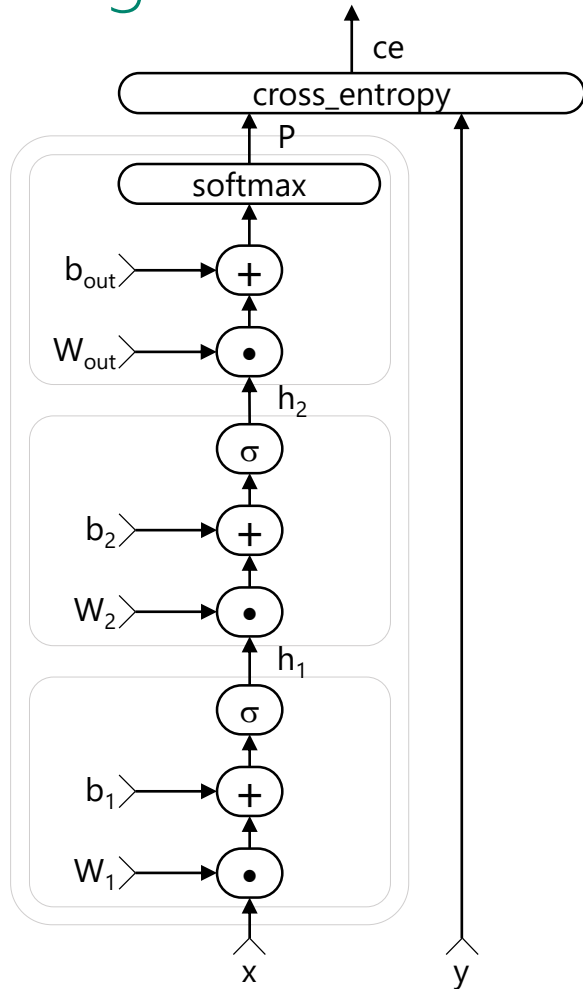 g
ce
cross_entropy
P
softmax
b_out
+
W_out
•
h_2
σ
b_2
+
W_2
•
h_1
σ
b_1
+
W_1
•
x y